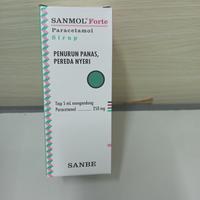 SANMOL® Forte
Paracetamol
Sirup
PENURUN PANAS,
PEREDA NYERI
Tiap 5 mL mengandung
Paracetamol .......... 250 mg
SANBE